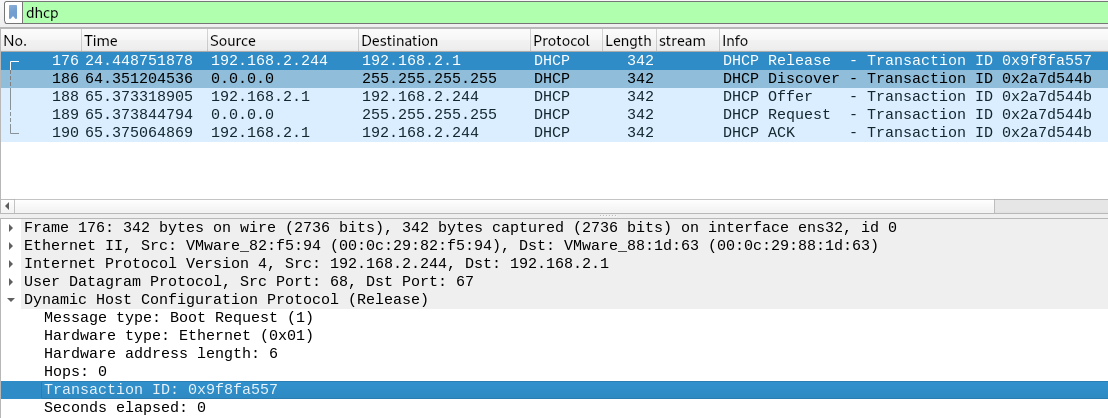 dhcp
No. Time Source Destination Protocol Length stream Info
176 24.448751878 192.168.2.244 192.168.2.1 DHCP 342 DHCP Release - Transaction ID 0x9f8fa557
186 64.351204536 0.0.0.0 255.255.255.255 DHCP 342 DHCP Discover - Transaction ID 0x2a7d544b
188 65.373318905 192.168.2.1 192.168.2.244 DHCP 342 DHCP Offer - Transaction ID 0x2a7d544b
189 65.373844794 0.0.0.0 255.255.255.255 DHCP 342 DHCP Request - Transaction ID 0x2a7d544b
190 65.375064869 192.168.2.1 192.168.2.244 DHCP 342 DHCP ACK - Transaction ID 0x2a7d544b
Frame 176: 342 bytes on wire (2736 bits), 342 bytes captured (2736 bits) on interface ens32, id 0
Ethernet II, Src: VMware_82:f5:94 (00:0c:29:82:f5:94), Dst: VMware_88:1d:63 (00:0c:29:88:1d:63)
Internet Protocol Version 4, Src: 192.168.2.244, Dst: 192.168.2.1
User Datagram Protocol, Src Port: 68, Dst Port: 67
Dynamic Host Configuration Protocol (Release)
Message type: Boot Request (1)
Hardware type: Ethernet (0x01)
Hardware address length: 6
Hops: 0
Transaction ID: 0x9f8fa557
Seconds elapsed: 0